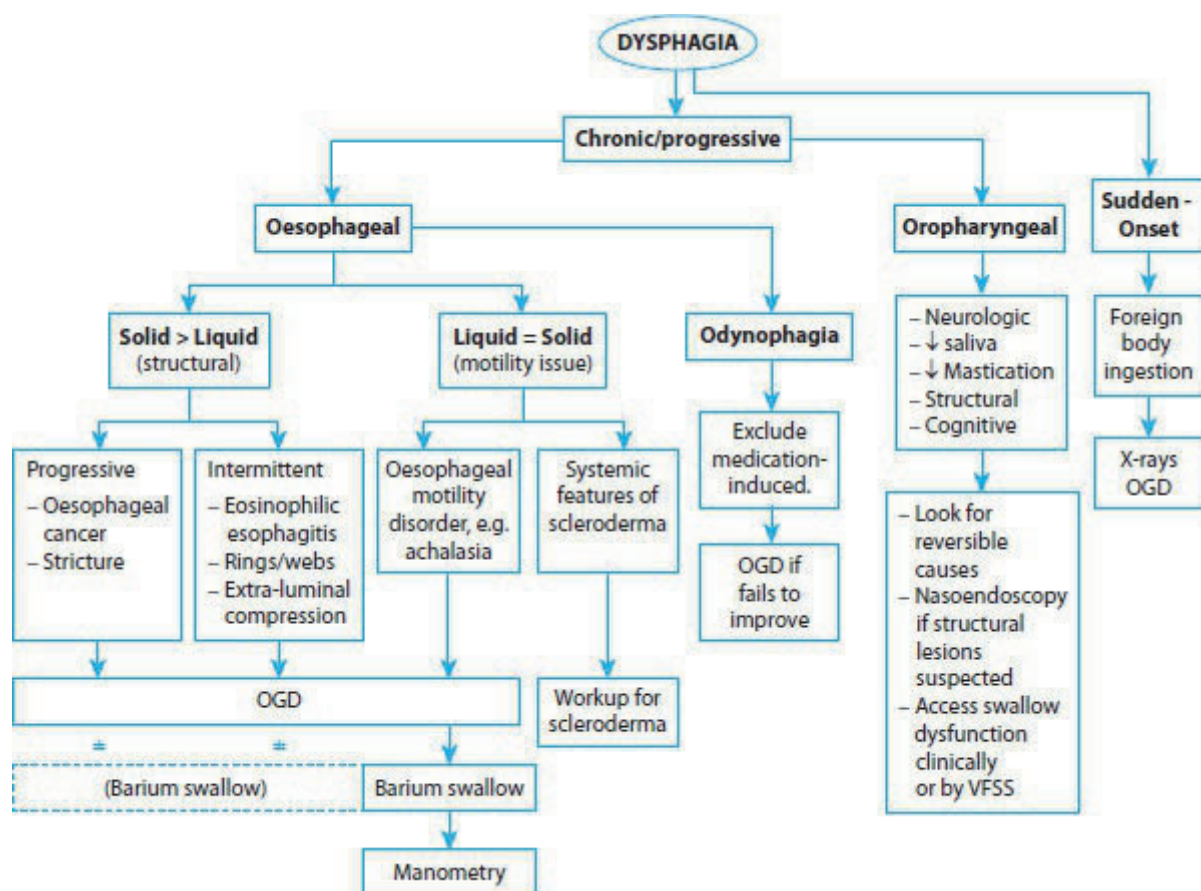 DYSPHAGIA
Chronic/progressive
Oesophageal
Oropharyngeal
Sudden -
Onset
Solid > Liquid
(structural)
Liquid = Solid
(motility issue)
Odynophagia
– Neurologic
– ↓ saliva
– ↓ Mastication
– Structural
– Cognitive
Foreign
body
ingestion
Progressive
– Oesophageal
cancer
– Stricture
Intermittent
– Eosinophilic
esophagitis
– Rings/webs
– Extra-luminal
compression
Oesophageal
motility
disorder, e.g.
achalasia
Systemic
features of
scleroderma
Exclude
medication-
induced.
X-rays
OGD
OGD if
fails to
improve
– Look for
reversible
causes
– Nasoendoscopy
if structural
lesions
suspected
– Access swallow
dysfunction
clinically
or by VFSS
OGD
Workup for
scleroderma
± ±
(Barium swallow)
Barium swallow
Manometry